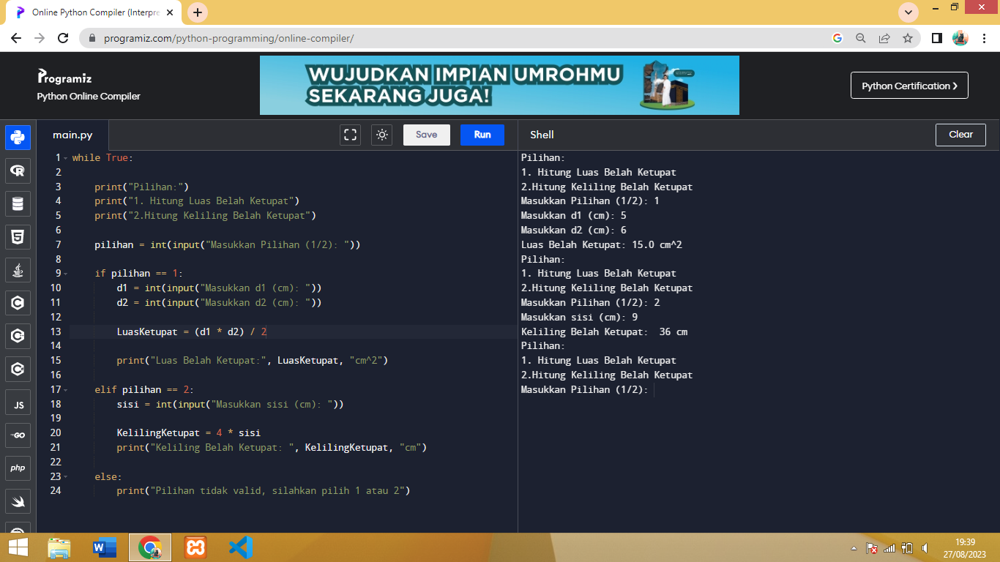 Online Python Compiler (Interpre
programiz.com/python-programming/online-compiler/
Programiz
Python Online Compiler
WUJUDKAN IMPIAN UMROHMU
SEKARANG JUGA!
Python Certification
main.py
Save
Run
Shell
Clear
1 while True:
2
3     print("Pilihan:")
4     print("1. Hitung Luas Belah Ketupat")
5     print("2.Hitung Keliling Belah Ketupat")
6
7     pilihan = int(input("Masukkan Pilihan (1/2): "))
8
9     if pilihan == 1:
10         d1 = int(input("Masukkan d1 (cm): "))
11         d2 = int(input("Masukkan d2 (cm): "))
12
13         LuasKetupat = (d1 * d2) / 2
14
15         print("Luas Belah Ketupat:", LuasKetupat, "cm^2")
16
17     elif pilihan == 2:
18         sisi = int(input("Masukkan sisi (cm): "))
19
20         KelilingKetupat = 4 * sisi
21         print("Keliling Belah Ketupat: ", KelilingKetupat, "cm")
22
23     else:
24         print("Pilihan tidak valid, silahkan pilih 1 atau 2")
Pilihan:
1. Hitung Luas Belah Ketupat
2.Hitung Keliling Belah Ketupat
Masukkan Pilihan (1/2): 1
Masukkan d1 (cm): 5
Masukkan d2 (cm): 6
Luas Belah Ketupat: 15.0 cm^2
Pilihan:
1. Hitung Luas Belah Ketupat
2.Hitung Keliling Belah Ketupat
Masukkan Pilihan (1/2): 2
Masukkan sisi (cm): 9
Keliling Belah Ketupat:  36 cm
Pilihan:
1. Hitung Luas Belah Ketupat
2.Hitung Keliling Belah Ketupat
Masukkan Pilihan (1/2):
JS
GO
php
19:39
27/08/2023